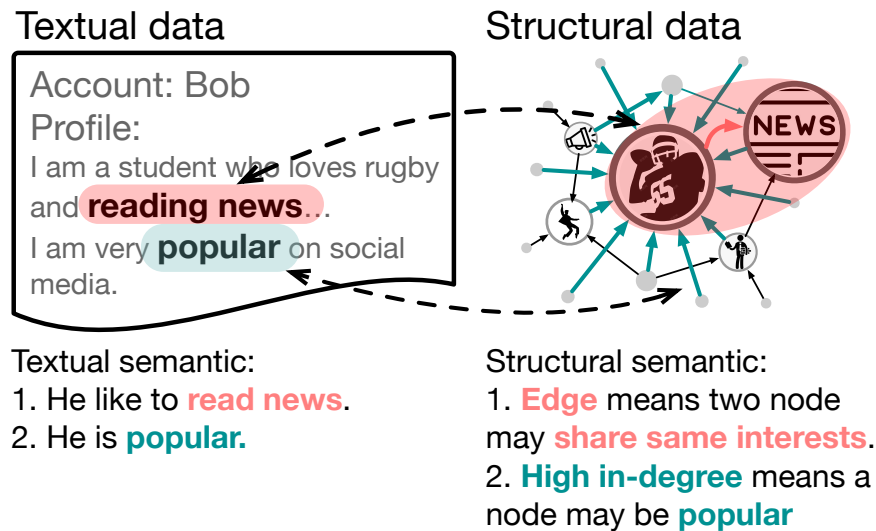 Textual data
Account: Bob
Profile:
I am a student who loves rugby
and reading news...
I am very popular on social
media.
Textual semantic:
1. He like to read news.
2. He is popular.
Structural data
NEWS
65
Structural semantic:
1. Edge means two node
may share same interests.
2. High in-degree means a
node may be popular